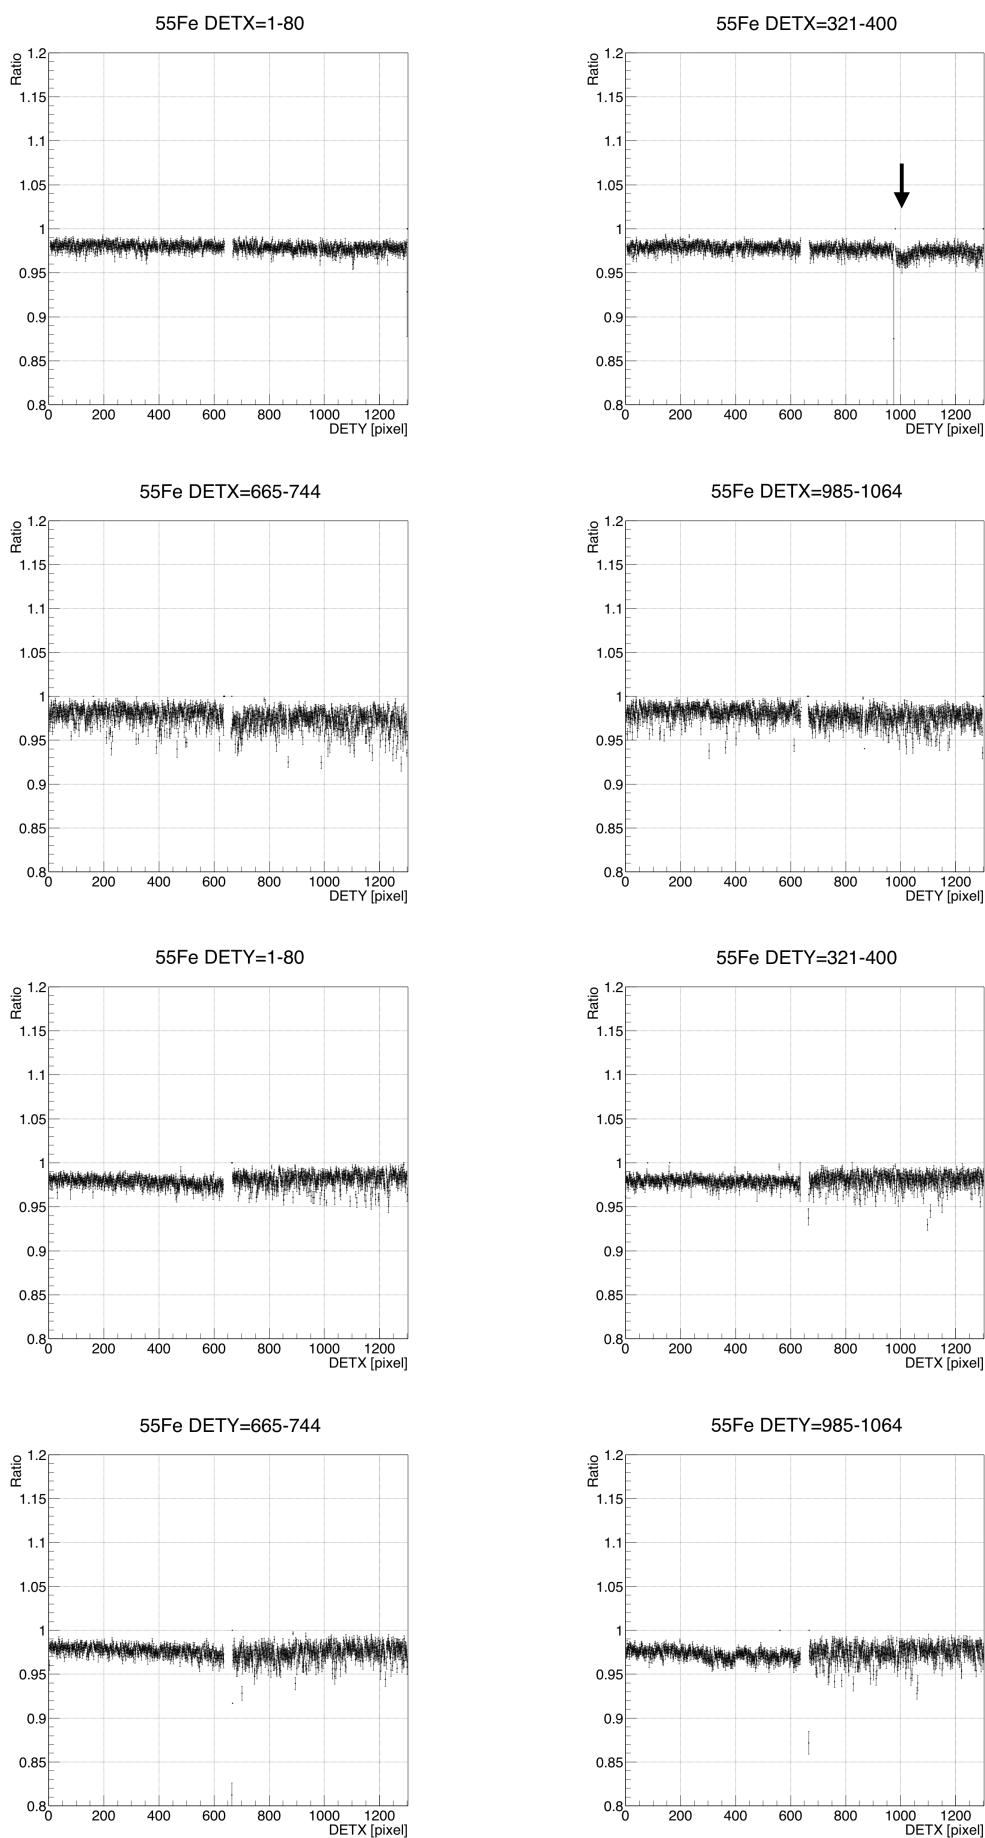 55Fe DETX=1-80
55Fe DETX=321-400
Ratio
1.2
1.15
1.1
1.05
1
0.95
0.9
0.85
0.8
0 200 400 600 800 1000 1200
DETY [pixel]
Ratio
1.2
1.15
1.1
1.05
1
0.95
0.9
0.85
0.8
0 200 400 600 800 1000 1200
DETY [pixel]
55Fe DETX=665-744
55Fe DETX=985-1064
Ratio
1.2
1.15
1.1
1.05
1
0.95
0.9
0.85
0.8
0 200 400 600 800 1000 1200
DETY [pixel]
Ratio
1.2
1.15
1.1
1.05
1
0.95
0.9
0.85
0.8
0 200 400 600 800 1000 1200
DETY [pixel]
55Fe DETY=1-80
55Fe DETY=321-400
Ratio
1.2
1.15
1.1
1.05
1
0.95
0.9
0.85
0.8
0 200 400 600 800 1000 1200
DETX [pixel]
Ratio
1.2
1.15
1.1
1.05
1
0.95
0.9
0.85
0.8
0 200 400 600 800 1000 1200
DETX [pixel]
55Fe DETY=665-744
55Fe DETY=985-1064
Ratio
1.2
1.15
1.1
1.05
1
0.95
0.9
0.85
0.8
0 200 400 600 800 1000 1200
DETX [pixel]
Ratio
1.2
1.15
1.1
1.05
1
0.95
0.9
0.85
0.8
0 200 400 600 800 1000 1200
DETX [pixel]